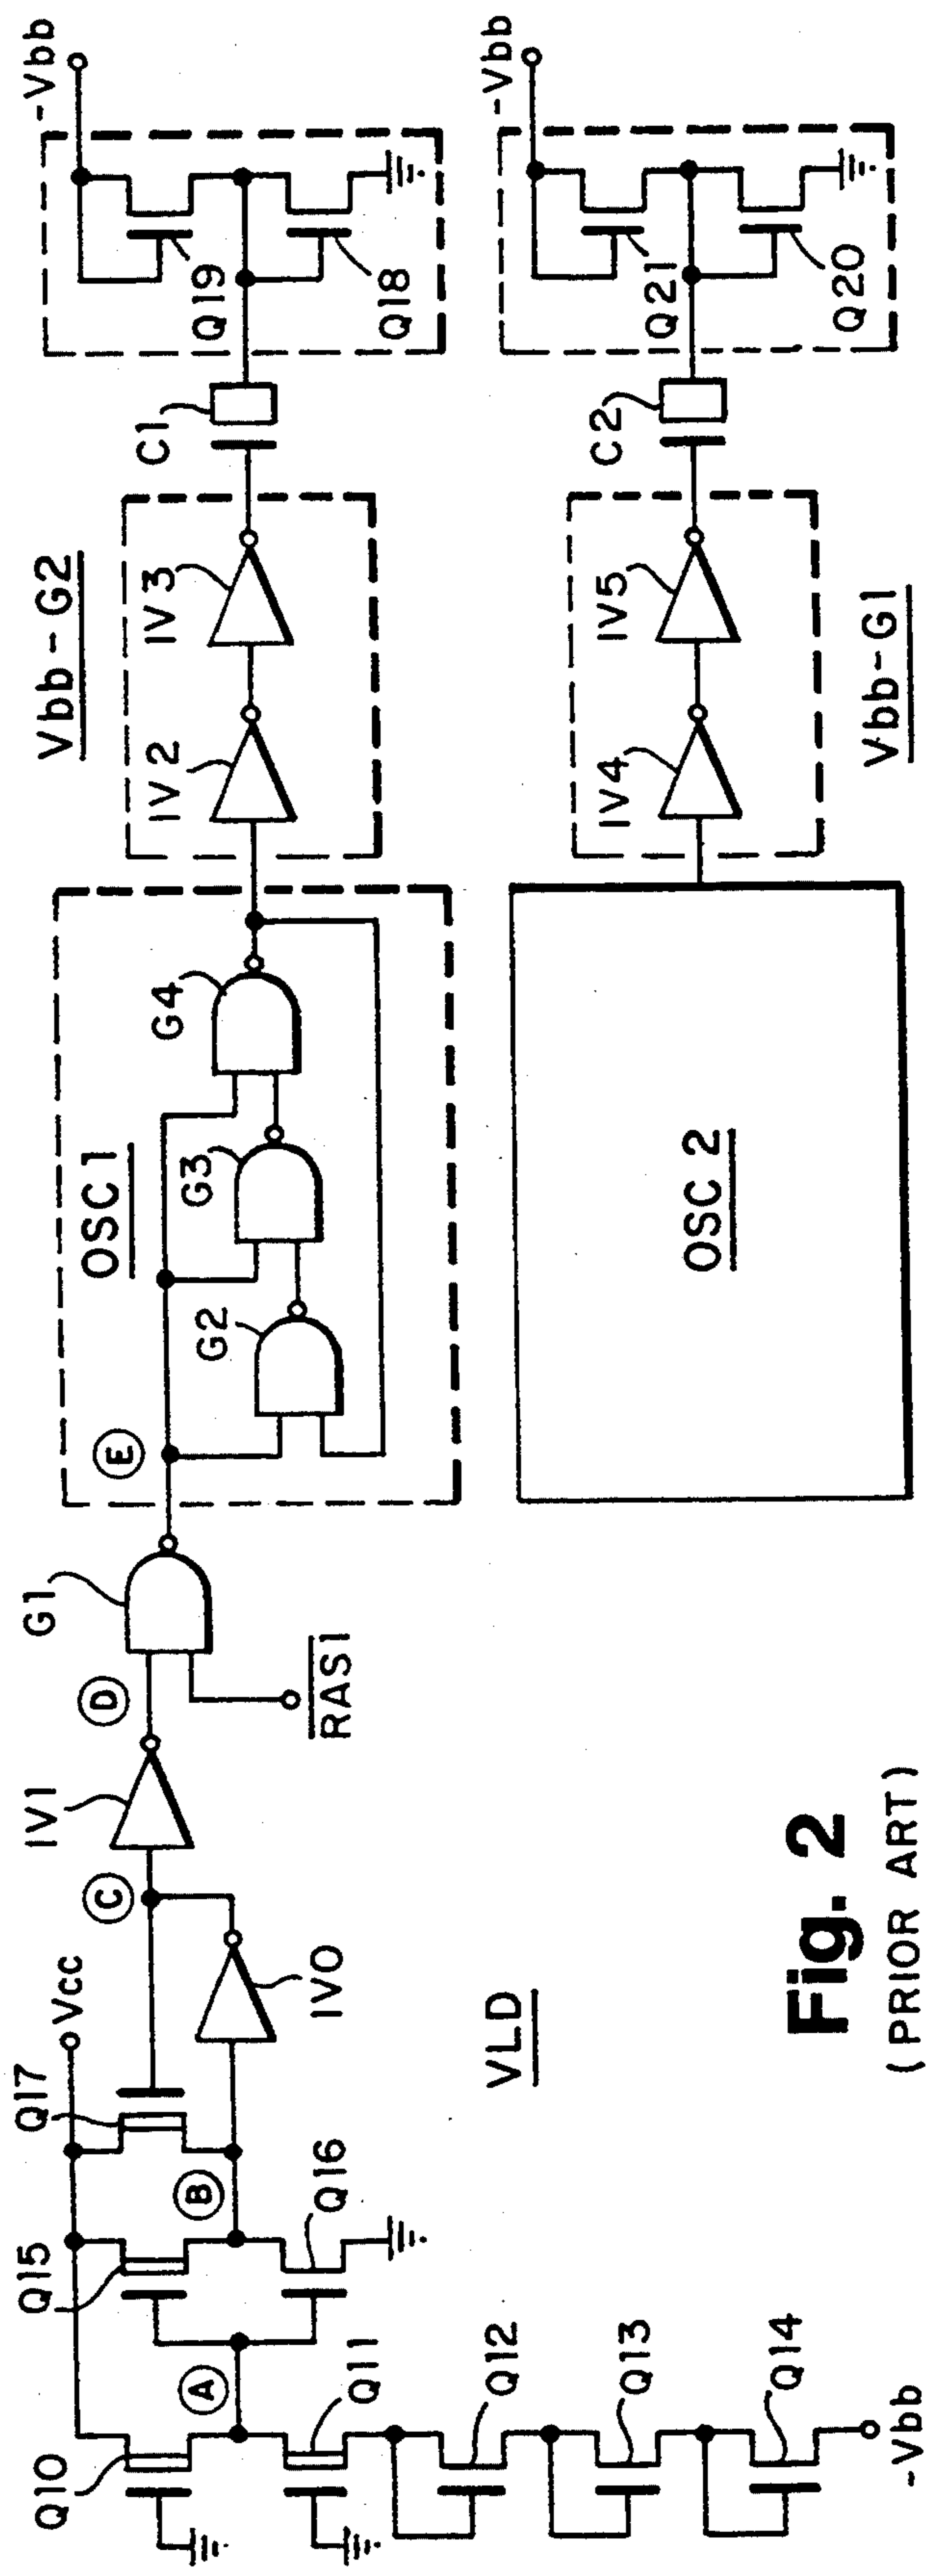 Q10
Q15
Q17
Vcc
A
B
C
D
E
Q11
Q16
Q12
Q13
Q14
-Vbb
IV0
IV1
G1
RAS1
VLD
OSC1
G2
G3
G4
Vbb-G2
IV2
IV3
C1
Q19
Q18
-Vbb
OSC 2
IV4
IV5
Vbb-G1
C2
Q21
Q20
-Vbb
Fig. 2
(PRIOR ART)